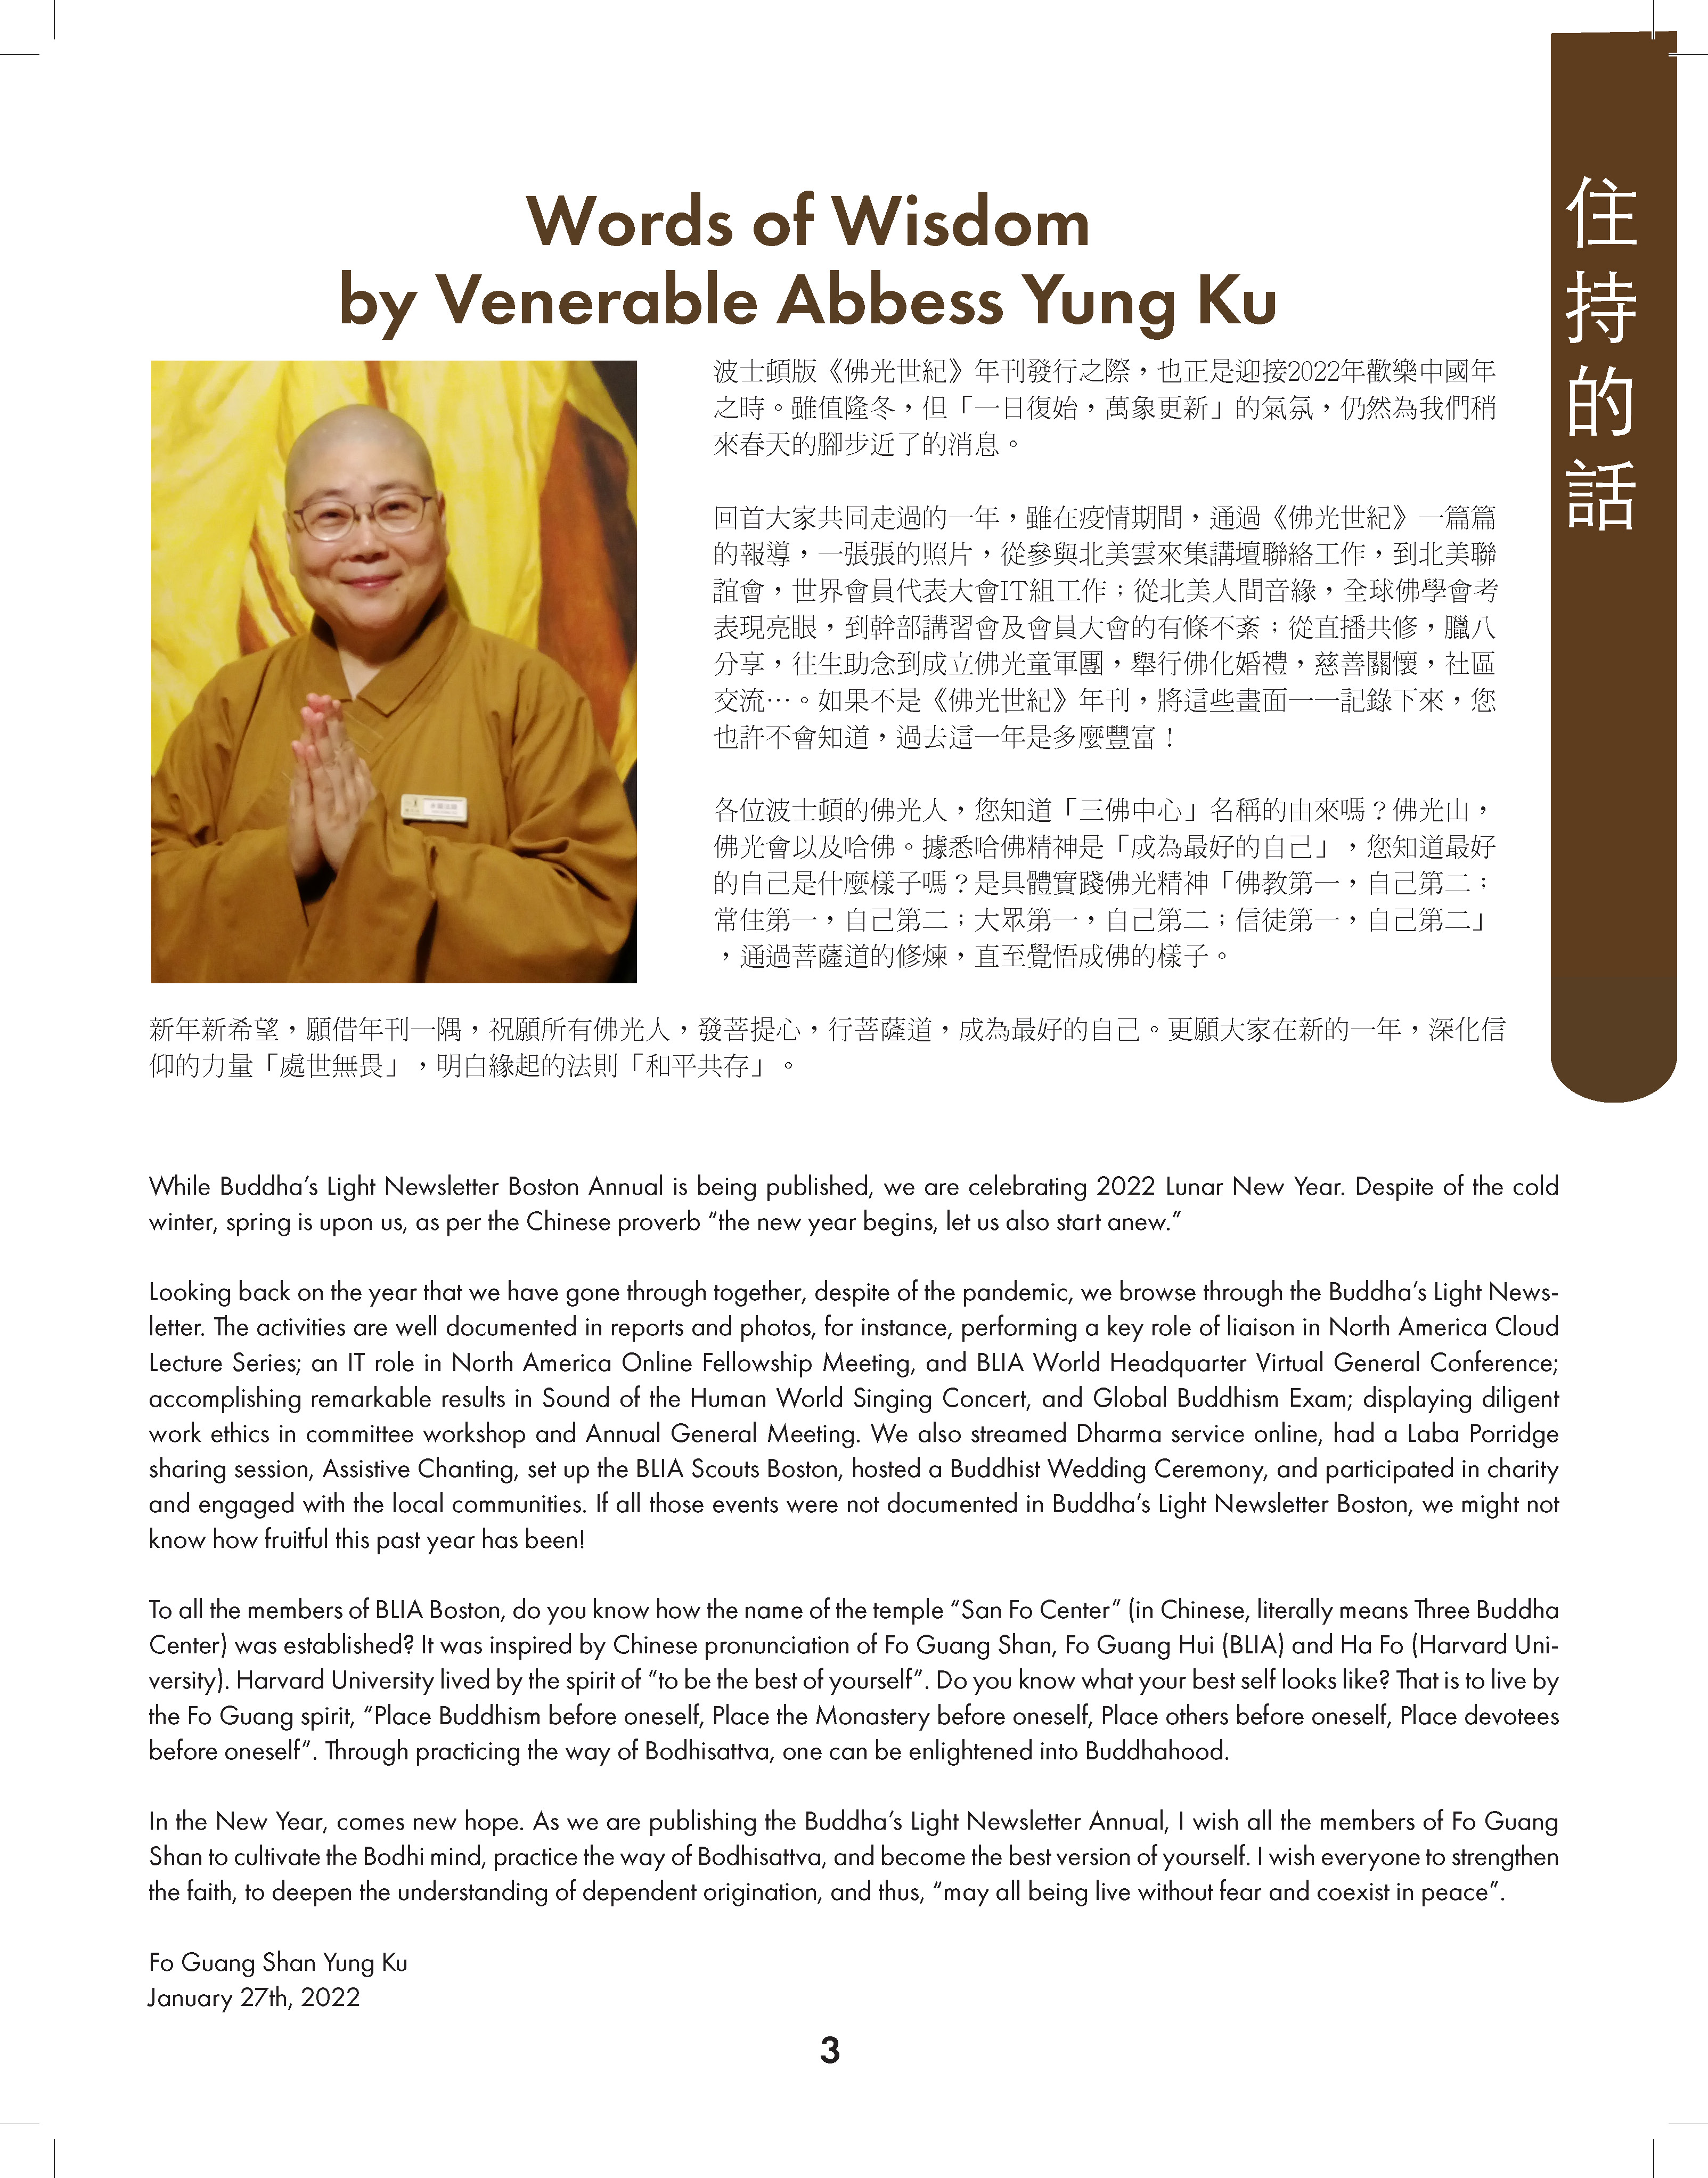 Words of Wisdom
by Venerable Abbess Yung Ku
住持的話
波士頓版《佛光世紀》年刊發行之際，也正是迎接2022年歡樂中國年
之時。雖值隆冬，但「一日復始，萬象更新」的氣氛，仍然為我們稍
來春天的腳步近了的消息。
回首大家共同走過的一年，雖在疫情期間，通過《佛光世紀》一篇篇
的報導，一張張的照片，從參與北美雲來集講壇聯絡工作，到北美聯
誼會，世界會員代表大會IT組工作；從北美人間音緣，全球佛學會考
表現亮眼，到幹部講習會及會員大會的有條不紊；從直播共修，臘八
分享，往生助念到成立佛光童軍團，舉行佛化婚禮，慈善關懷，社區
交流…。如果不是《佛光世紀》年刊，將這些畫面一一記錄下來，您
也許不會知道，過去這一年是多麼豐富！
各位波士頓的佛光人，您知道「三佛中心」名稱的由來嗎？佛光山，
佛光會以及哈佛。據悉哈佛精神是「成為最好的自己」，您知道最好
的自己是什麼樣子嗎？是具體實踐佛光精神「佛教第一，自己第二；
常住第一，自己第二；大眾第一，自己第二；信徒第一，自己第二」
，通過菩薩道的修煉，直至覺悟成佛的樣子。
新年新希望，願借年刊一隅，祝願所有佛光人，發菩提心，行菩薩道，成為最好的自己。更願大家在新的一年，深化信
仰的力量「處世無畏」，明白緣起的法則「和平共存」。
While Buddha’s Light Newsletter Boston Annual is being published, we are celebrating 2022 Lunar New Year. Despite of the cold
winter, spring is upon us, as per the Chinese proverb “the new year begins, let us also start anew.”
Looking back on the year that we have gone through together, despite of the pandemic, we browse through the Buddha’s Light News-
letter. The activities are well documented in reports and photos, for instance, performing a key role of liaison in North America Cloud
Lecture Series; an IT role in North America Online Fellowship Meeting, and BLIA World Headquarter Virtual General Conference;
accomplishing remarkable results in Sound of the Human World Singing Concert, and Global Buddhism Exam; displaying diligent
work ethics in committee workshop and Annual General Meeting. We also streamed Dharma service online, had a Laba Porridge
sharing session, Assistive Chanting, set up the BLIA Scouts Boston, hosted a Buddhist Wedding Ceremony, and participated in charity
and engaged with the local communities. If all those events were not documented in Buddha’s Light Newsletter Boston, we might not
know how fruitful this past year has been!
To all the members of BLIA Boston, do you know how the name of the temple “San Fo Center” (in Chinese, literally means Three Buddha
Center) was established? It was inspired by Chinese pronunciation of Fo Guang Shan, Fo Guang Hui (BLIA) and Ha Fo (Harvard Uni-
versity). Harvard University lived by the spirit of “to be the best of yourself”. Do you know what your best self looks like? That is to live by
the Fo Guang spirit, “Place Buddhism before oneself, Place the Monastery before oneself, Place others before oneself, Place devotees
before oneself”. Through practicing the way of Bodhisattva, one can be enlightened into Buddhahood.
In the New Year, comes new hope. As we are publishing the Buddha’s Light Newsletter Annual, I wish all the members of Fo Guang
Shan to cultivate the Bodhi mind, practice the way of Bodhisattva, and become the best version of yourself. I wish everyone to strengthen
the faith, to deepen the understanding of dependent origination, and thus, “may all being live without fear and coexist in peace”.
Fo Guang Shan Yung Ku
January 27th, 2022
3